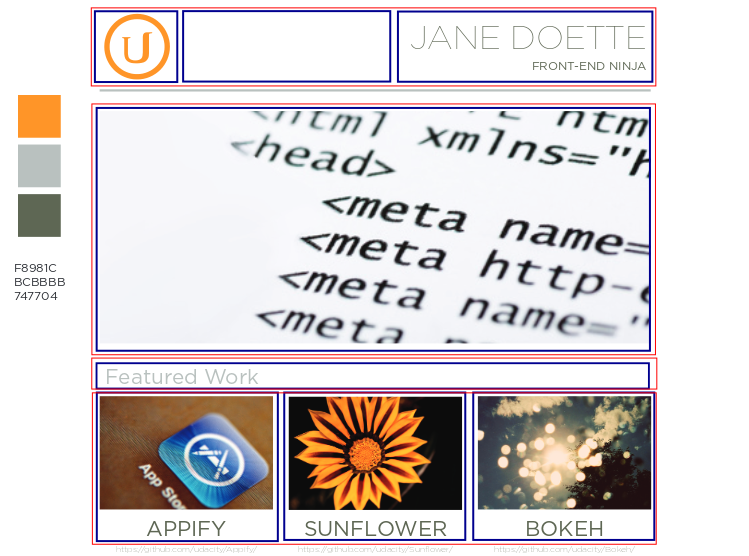 U
JANE DOETTE
FRONT-END NINJA
F8981C
BCBBBB
747704
<html
xmlns="h
<head>
<meta name=
<meta http-e
<meta name="
<meta
Featured Work
App Sto
APPIFY
SUNFLOWER
BOKEH
https://github.com/udacity/Appify/
https://github.com/udacity/Sunflower/
https://github.com/udacity/Bokeh/